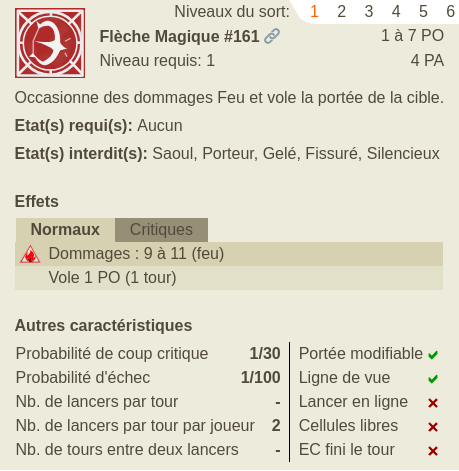 Niveaux du sort: 1 2 3 4 5 6
Flèche Magique #161 1 à 7 PO
Niveau requis: 1 4 PA
Occasionne des dommages Feu et vole la portée de la cible.
Etat(s) requi(s): Aucun
Etat(s) interdit(s): Saoul, Porteur, Gelé, Fissuré, Silencieux
Effets
Normaux Critiques
Dommages : 9 à 11 (feu)
Vole 1 PO (1 tour)
Autres caractéristiques
Probabilité de coup critique 1/30 Portée modifiable
Probabilité d'échec 1/100 Ligne de vue
Nb. de lancers par tour - Lancer en ligne
Nb. de lancers par tour par joueur 2 Cellules libres
Nb. de tours entre deux lancers - EC fini le tour